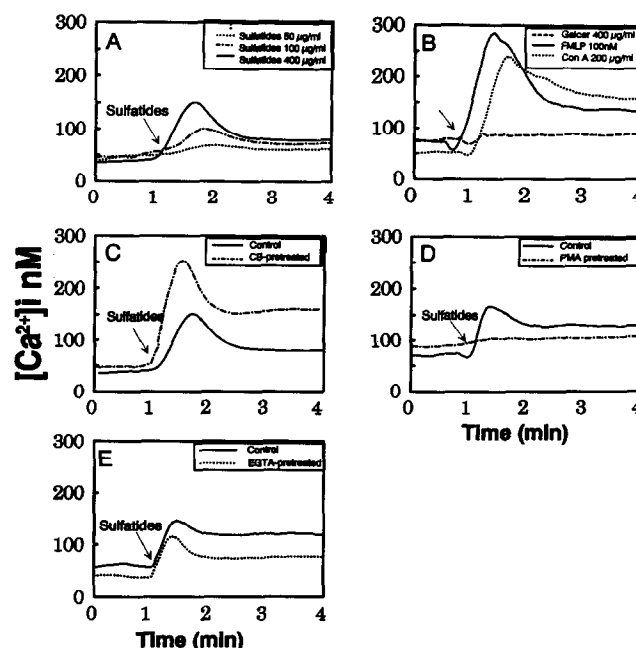 A
Sulfatides 50 µg/ml
Sulfatides 100 µg/ml
Sulfatides 400 µg/ml
Sulfatides
300
200
100
0
0 1 2 3 4
B
Galcer 400 µg/ml
FMLP 100nM
Con A 200 µg/ml
300
200
100
0
0 1 2 3 4
C
Control
CB-pretreated
Sulfatides
300
200
100
0
0 1 2 3 4
D
Control
PMA pretreated
Sulfatides
300
200
100
0
0 1 2 3 4
Time (min)
[Ca²⁺]i nM
E
Control
EGTA-pretreated
Sulfatides
300
200
100
0
0 1 2 3 4
Time (min)